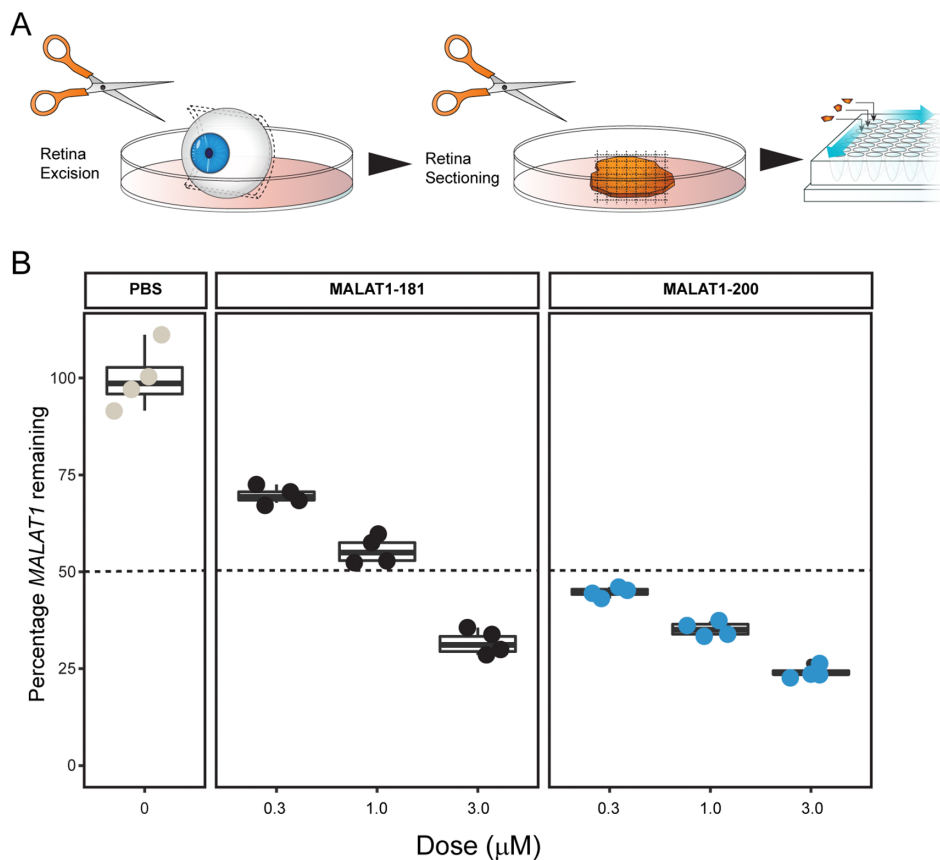 A
Retina
Excision
Retina
Sectioning
B
PBS
MALAT1-181
MALAT1-200
Percentage MALAT1 remaining
100
75
50
25
0
0
0.3
1.0
3.0
0.3
1.0
3.0
Dose (μM)